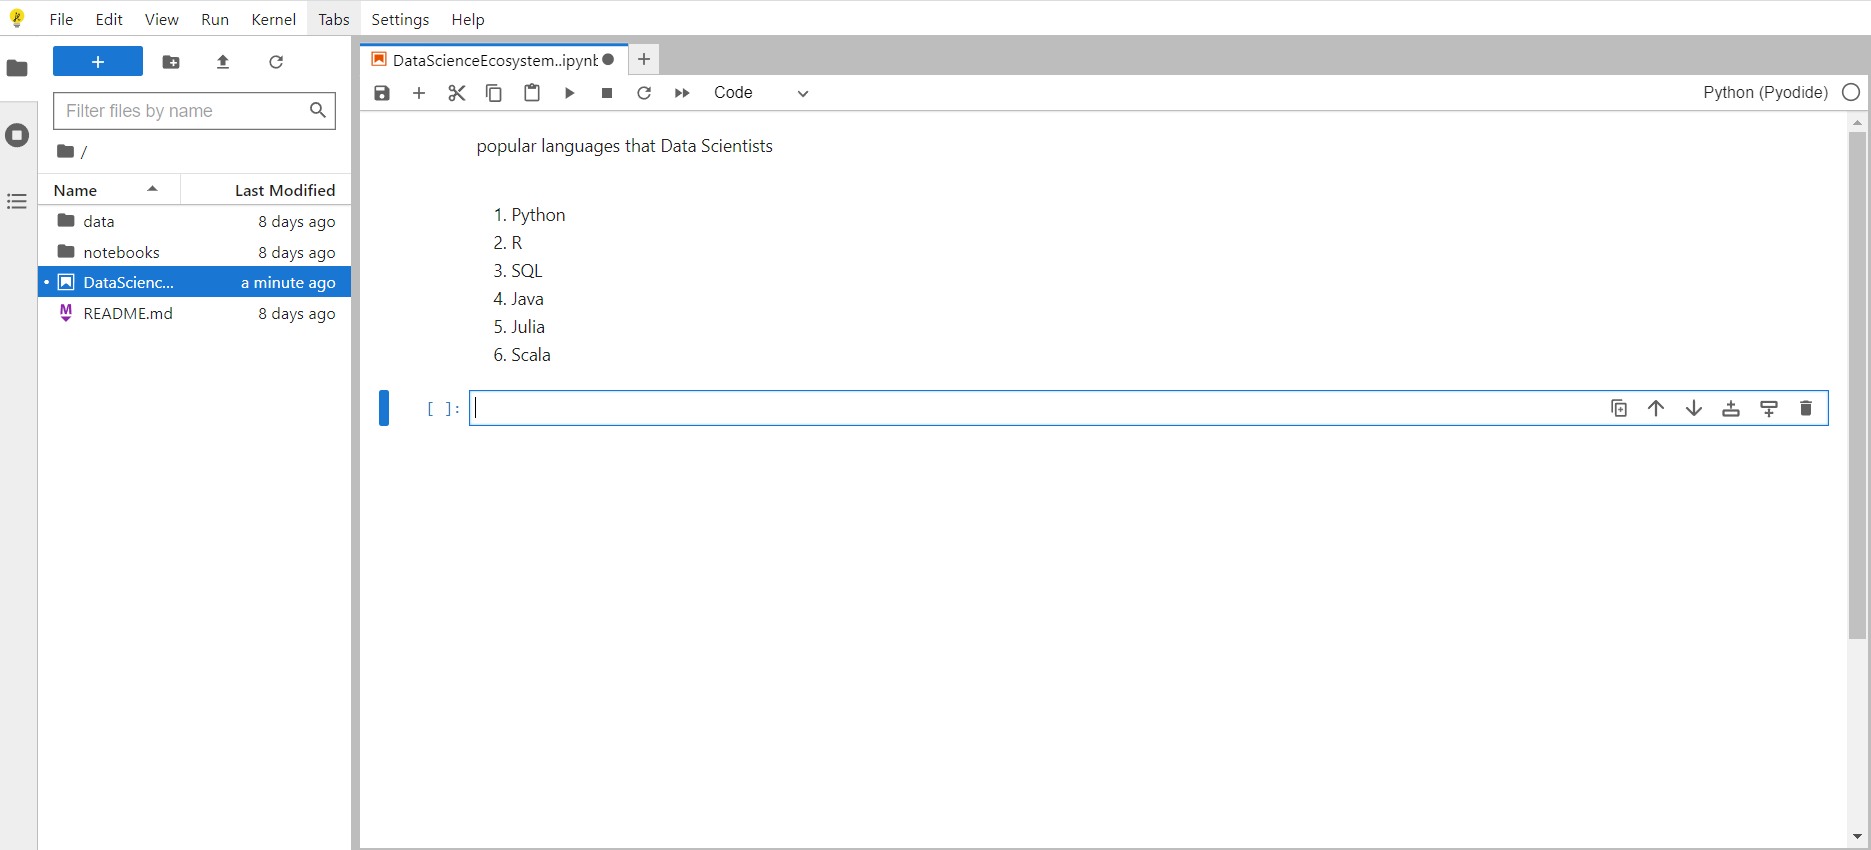 File Edit View Run Kernel Tabs Settings Help
+
Filter files by name
/
Name Last Modified
data 8 days ago
notebooks 8 days ago
DataScienc... a minute ago
README.md 8 days ago
DataScienceEcosystem..ipynb
Code
Python (Pyodide)
popular languages that Data Scientists
1. Python
2. R
3. SQL
4. Java
5. Julia
6. Scala
[ ]: